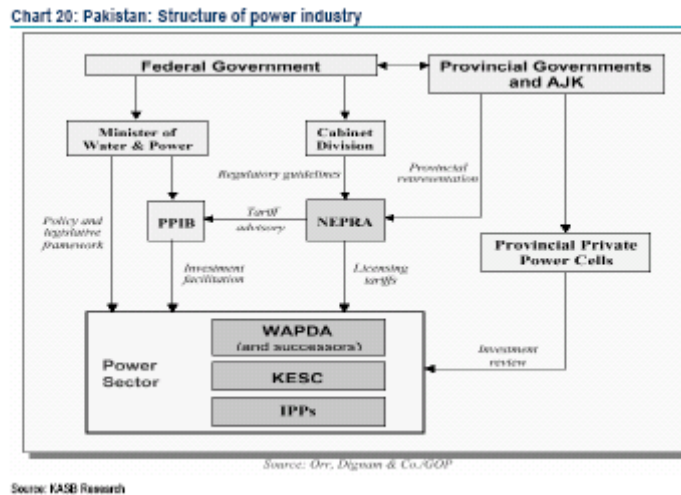 Chart 20: Pakistan: Structure of power industry
Federal Government
Provincial Governments
and AJK
Minister of
Water & Power
Cabinet
Division
Regulatory guidelines
Provincial
representation
Policy and
legislative
framework
PPIB
Tariff
advisory
NEPRA
Provincial Private
Power Cells
Investment
facilitation
Licensing
tariffs
Power
Sector
WAPDA
(and successors)
KESC
IPPs
Investment
review
Source: Orr, Dignam & Co./GOP
Source: KASB Research